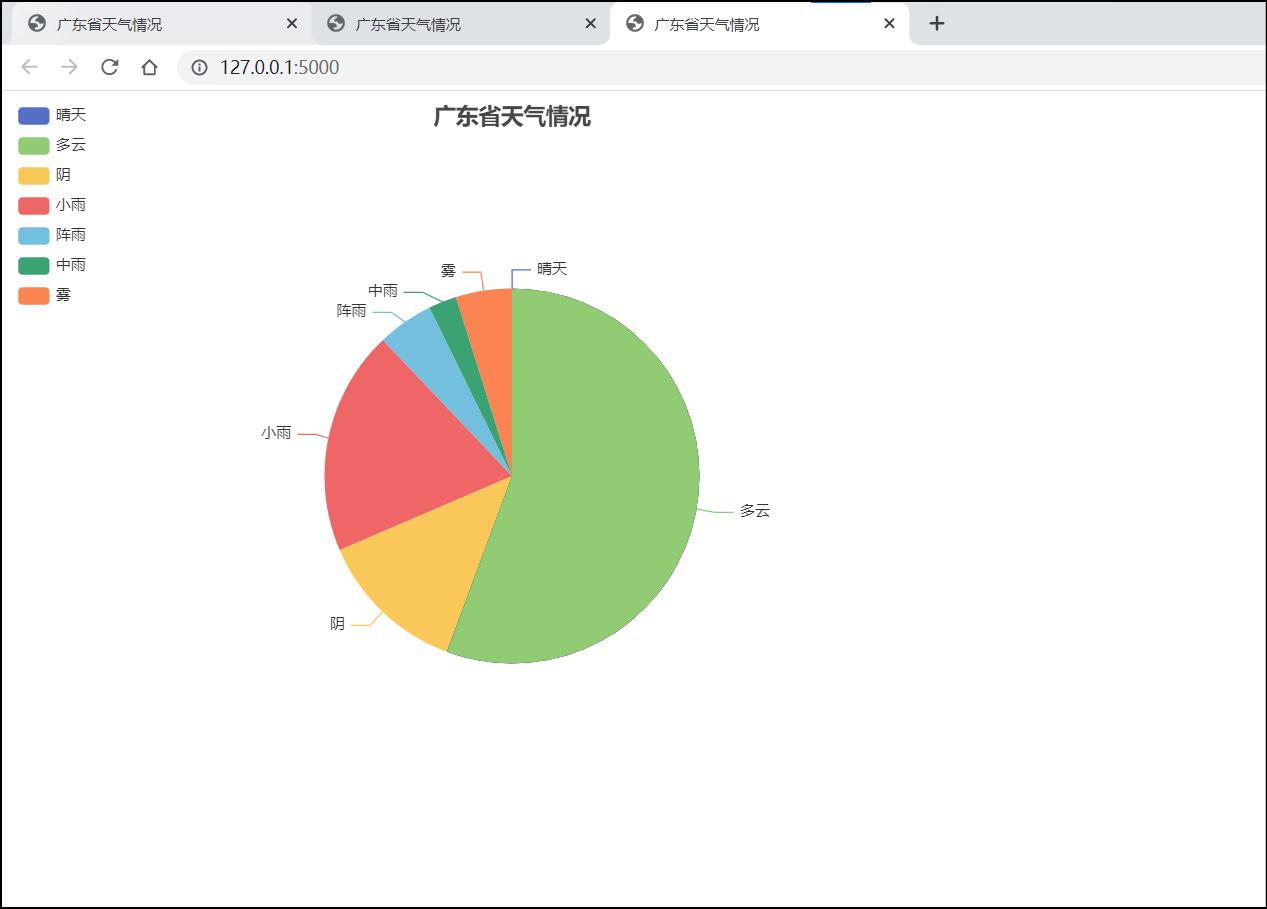 广东省天气情况
广东省天气情况
广东省天气情况
127.0.0.1:5000
广东省天气情况
晴天
多云
阴
小雨
阵雨
中雨
雾
晴天
雾
中雨
阵雨
小雨
多云
阴